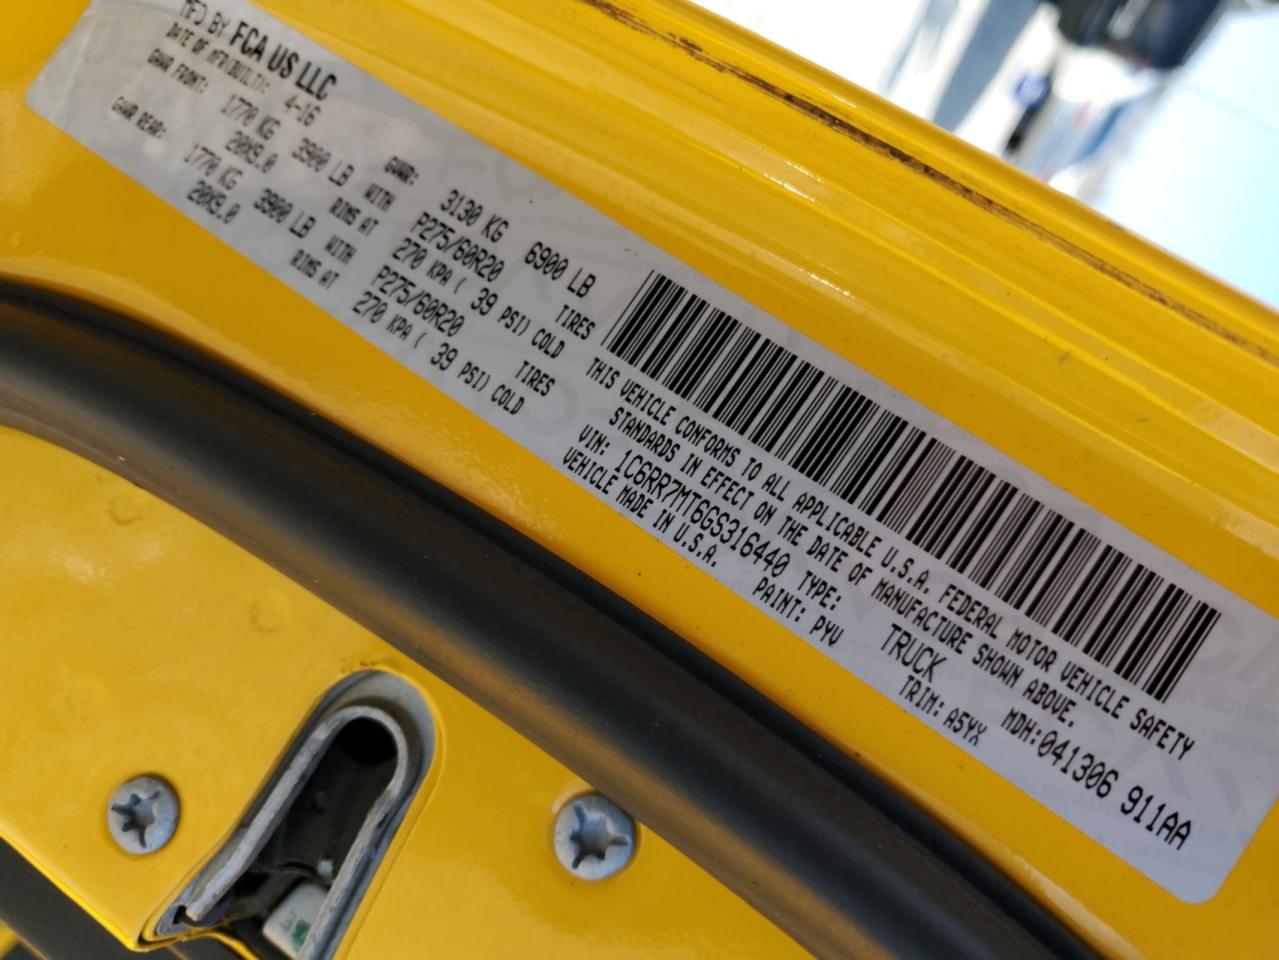 MFD BY FCA US LLC
DATE OF MFR(BUILT): 4-16 GVWR: 3130 KG 6900 LB
GAWR FRONT: 1770 KG 3900 LB WITH P275/60R20 TIRES
20X9.0 RIMS AT 270 KPA ( 39 PSI) COLD
GAWR REAR: 1770 KG 3900 LB WITH P275/60R20 TIRES
20X9.0 RIMS AT 270 KPA ( 39 PSI) COLD
THIS VEHICLE CONFORMS TO ALL APPLICABLE U.S.A. FEDERAL MOTOR VEHICLE SAFETY
STANDARDS IN EFFECT ON THE DATE OF MANUFACTURE SHOWN ABOVE.
VIN: 1C6RR7MT6GS316440 TYPE: TRUCK MDH:041306 911AA
VEHICLE MADE IN U.S.A. PAINT: PYV TRIM: A5YX